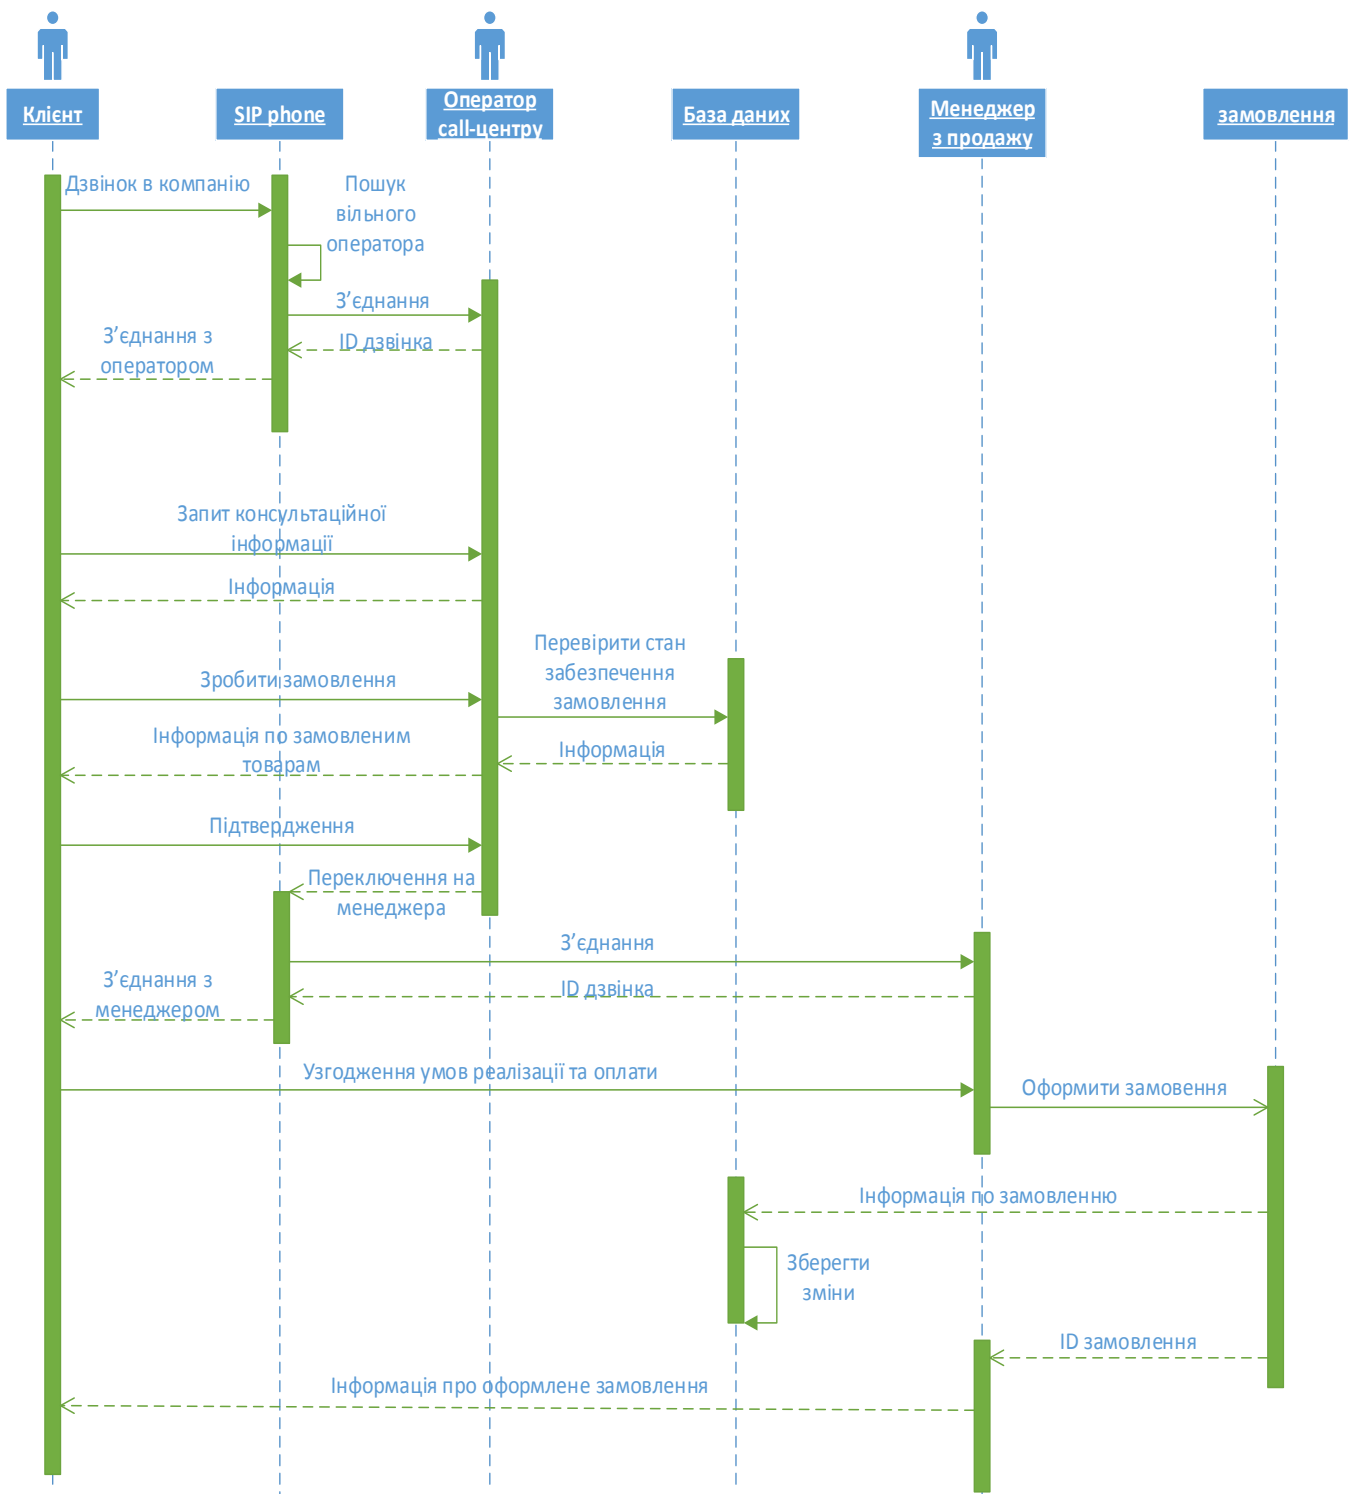 Клієнт
SIP phone
Оператор
call-центру
База даних
Менеджер
з продажу
замовлення
Дзвінок в компанію
Пошук
вільного
оператора
З’єднання
ID дзвінка
З’єднання з
оператором
Запит консультаційної
інформації
Інформація
Перевірити стан
забезпечення
замовлення
Зробити замовлення
Інформація по замовленим
товарам
Інформація
Підтвердження
Переключення на
менеджера
З’єднання
ID дзвінка
З’єднання з
менеджером
Узгодження умов реалізації та оплати
Оформити замовення
Інформація по замовленню
Зберегти
зміни
ID замовлення
Інформація про оформлене замовлення